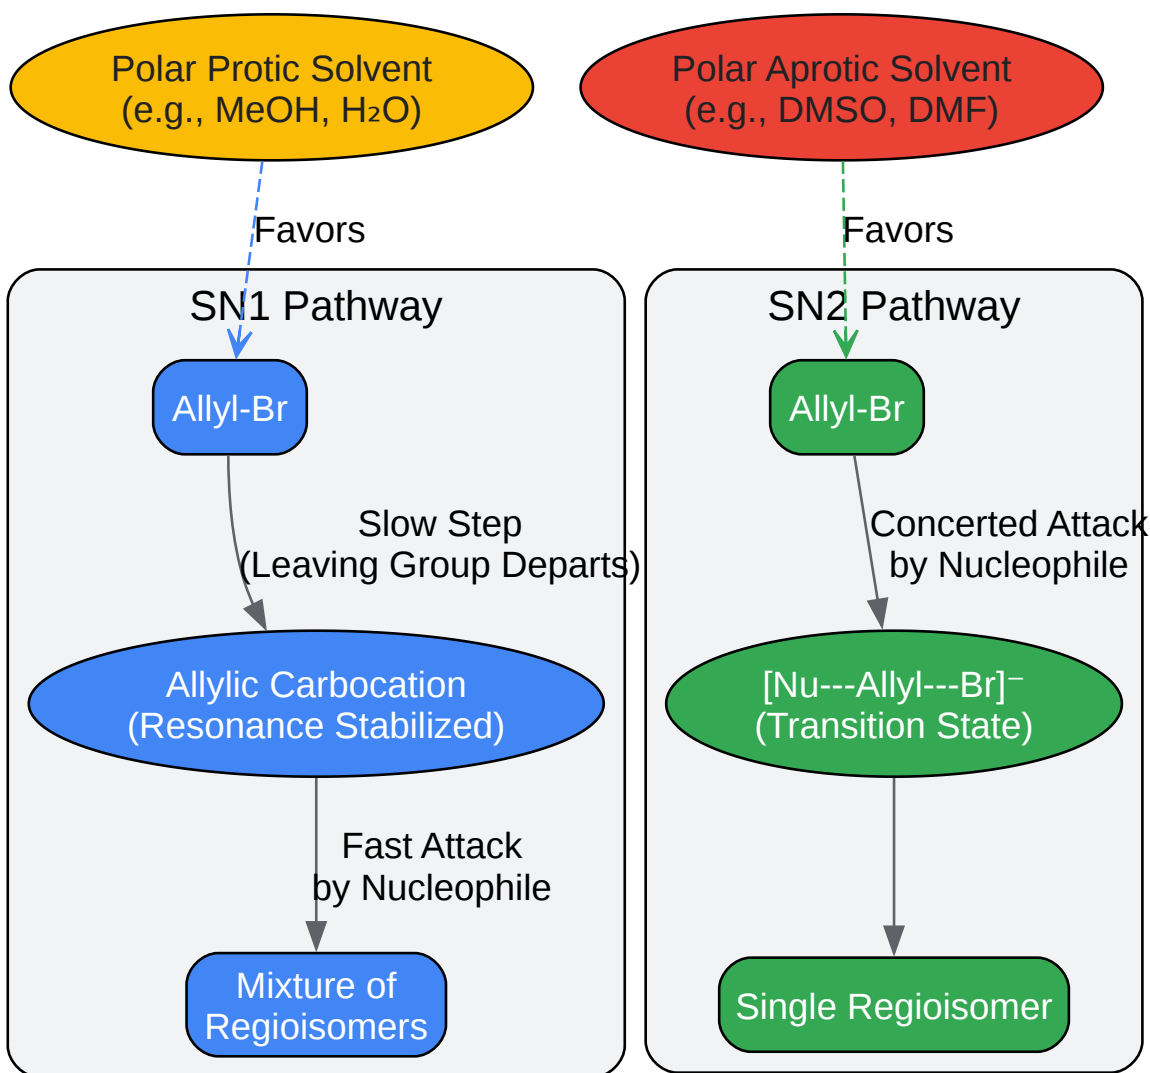 Polar Protic Solvent
(e.g., MeOH, H₂O)
Polar Aprotic Solvent
(e.g., DMSO, DMF)
Favors
Favors
SN1 Pathway
Allyl-Br
Slow Step
(Leaving Group Departs)
Allylic Carbocation
(Resonance Stabilized)
Fast Attack
by Nucleophile
Mixture of
Regioisomers
SN2 Pathway
Allyl-Br
Concerted Attack
by Nucleophile
[Nu---Allyl---Br]⁻
(Transition State)
Single Regioisomer